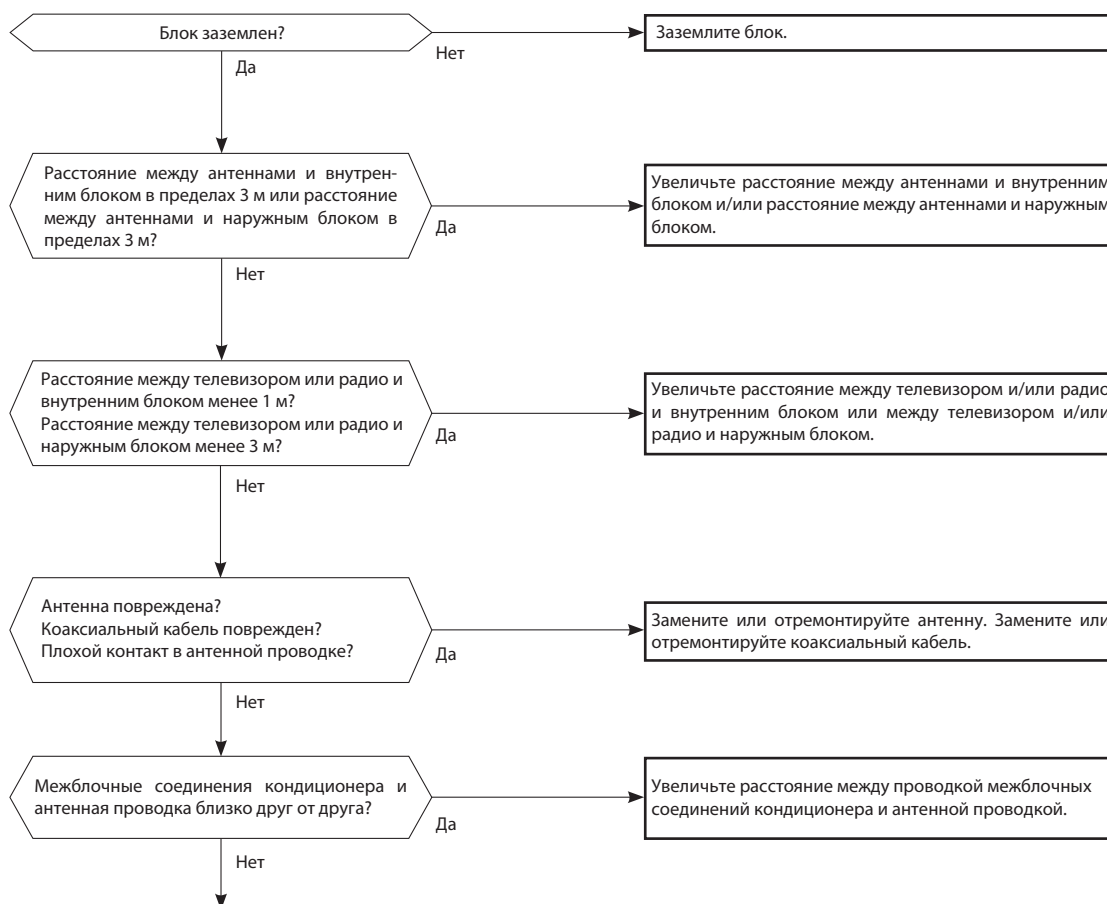 Блок заземлен?
Заземлите блок.
Нет
Да
Расстояние между антеннами и внутрен-
ним блоком в пределах 3 м или расстояние
между антеннами и наружным блоком в
пределах 3 м?
Увеличьте расстояние между антеннами и внутренним
блоком и/или расстояние между антеннами и наружным
блоком.
Да
Нет
Расстояние между телевизором или радио и
внутренним блоком менее 1 м?
Расстояние между телевизором или радио и
наружным блоком менее 3 м?
Увеличьте расстояние между телевизором и/или радио
и внутренним блоком или между телевизором и/или
радио и наружным блоком.
Да
Нет
Антенна повреждена?
Коаксиальный кабель поврежден?
Плохой контакт в антенной проводке?
Замените или отремонтируйте антенну. Замените или
отремонтируйте коаксиальный кабель.
Да
Нет
Межблочные соединения кондиционера и
антенная проводка близко друг от друга?
Увеличьте расстояние между проводкой межблочных
соединений кондиционера и антенной проводкой.
Да
Нет